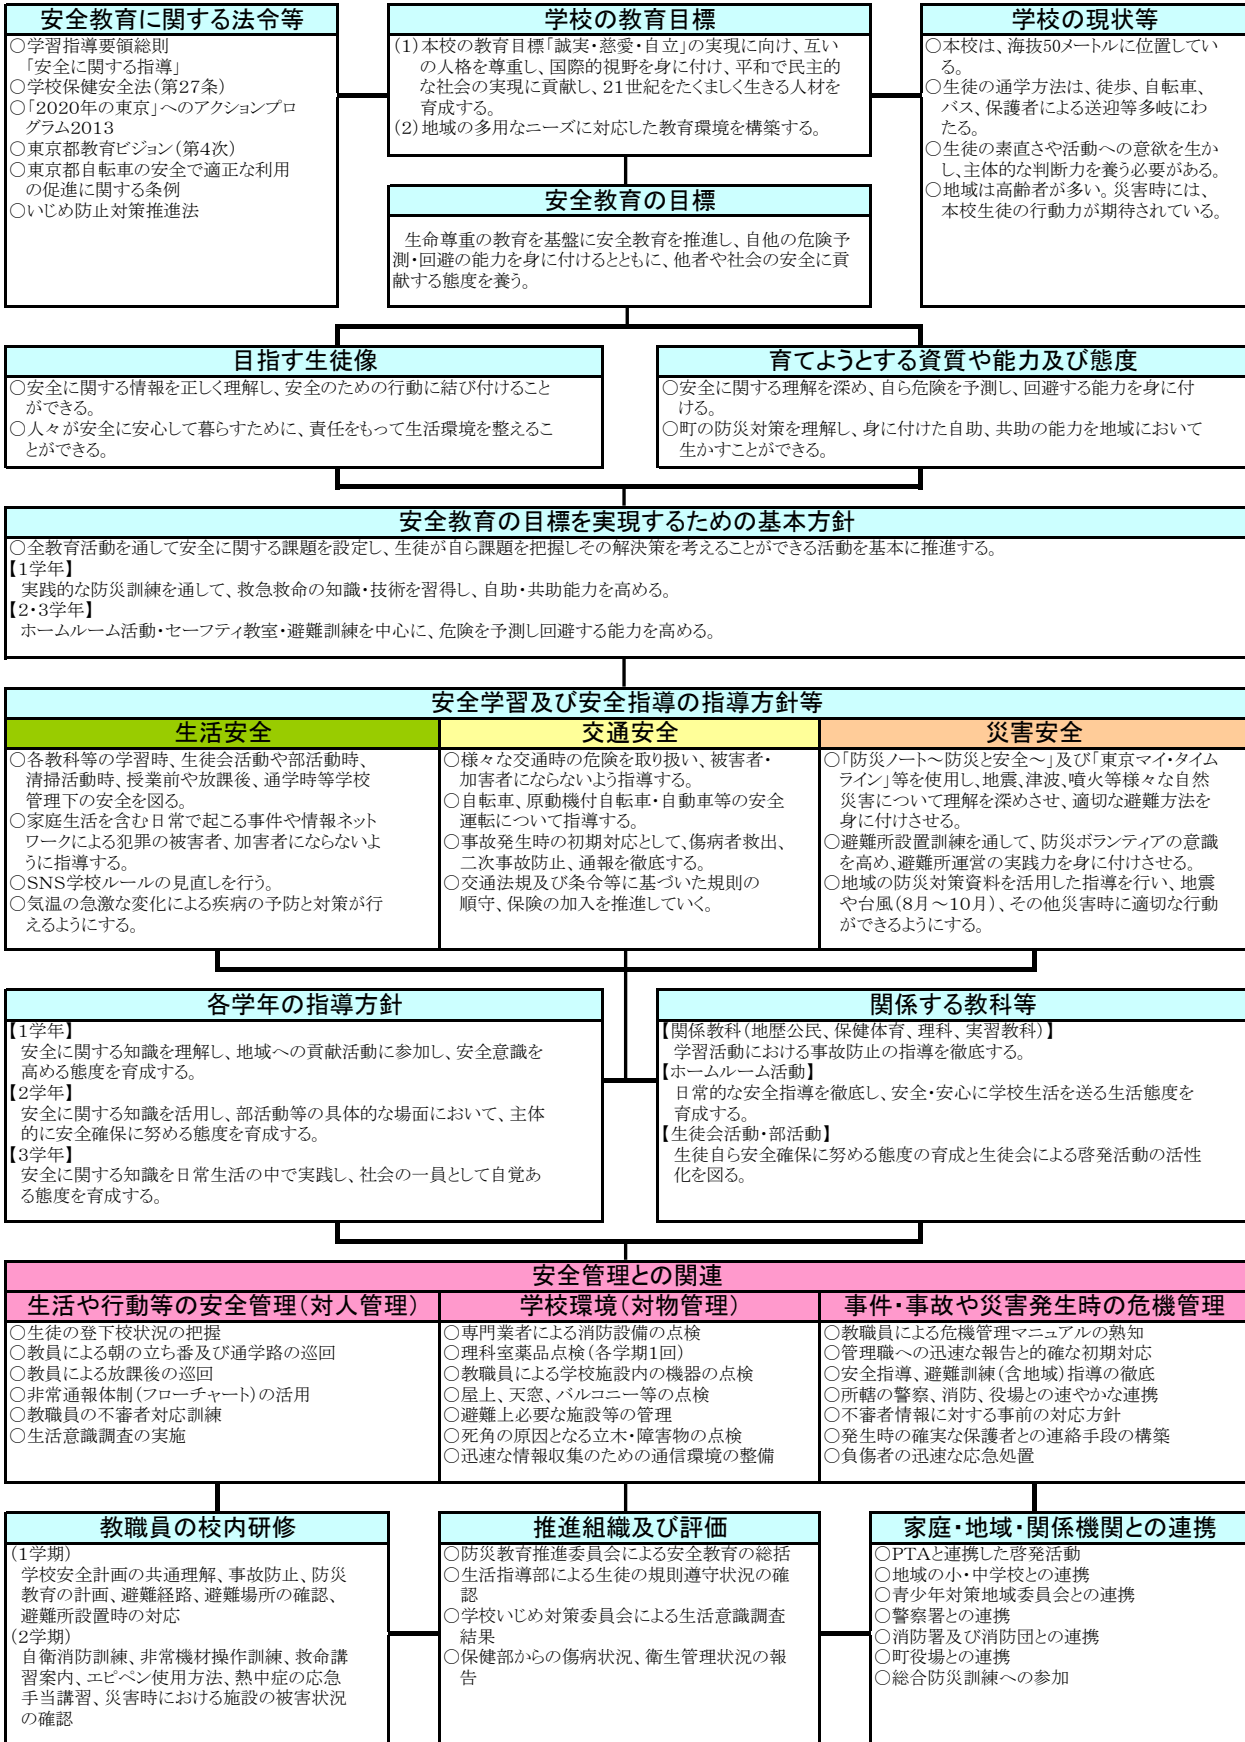 安全教育に関する法令等
○学習指導要領総則
「安全に関する指導」
○学校保健安全法(第27条)
○「2020年の東京」へのアクションプロ
グラム2013
○東京都教育ビジョン(第4次)
○東京都自転車の安全で適正な利用
の促進に関する条例
○いじめ防止対策推進法
学校の教育目標
(1)本校の教育目標「誠実・慈愛・自立」の実現に向け、互い
の人格を尊重し、国際的視野を身に付け、平和で民主的
な社会の実現に貢献し、21世紀をたくましく生きる人材を
育成する。
(2)地域の多用なニーズに対応した教育環境を構築する。
学校の現状等
○本校は、海抜50メートルに位置してい
る。
○生徒の通学方法は、徒歩、自転車、
バス、保護者による送迎等多岐にわ
たる。
○生徒の素直さや活動への意欲を生か
し、主体的な判断力を養う必要がある。
○地域は高齢者が多い。災害時には、
本校生徒の行動力が期待されている。
安全教育の目標
生命尊重の教育を基盤に安全教育を推進し、自他の危険予
測・回避の能力を身に付けるとともに、他者や社会の安全に貢
献する態度を養う。
目指す生徒像
○安全に関する情報を正しく理解し、安全のための行動に結び付けること
ができる。
○人々が安全に安心して暮らすために、責任をもって生活環境を整えるこ
とができる。
育てようとする資質や能力及び態度
○安全に関する理解を深め、自ら危険を予測し、回避する能力を身に付
ける。
○町の防災対策を理解し、身に付けた自助、共助の能力を地域において
生かすことができる。
安全教育の目標を実現するための基本方針
○全教育活動を通して安全に関する課題を設定し、生徒が自ら課題を把握しその解決策を考えることができる活動を基本に推進する。
【1学年】
実践的な防災訓練を通して、救急救命の知識・技術を習得し、自助・共助能力を高める。
【2・3学年】
ホームルーム活動・セーフティ教室・避難訓練を中心に、危険を予測し回避する能力を高める。
安全学習及び安全指導の指導方針等
生活安全
○各教科等の学習時、生徒会活動や部活動時、
清掃活動時、授業前や放課後、通学時等学校
管理下の安全を図る。
○家庭生活を含む日常で起こる事件や情報ネット
ワークによる犯罪の被害者、加害者にならないよ
うに指導する。
○SNS学校ルールの見直しを行う。
○気温の急激な変化による疾病の予防と対策が行
えるようにする。
交通安全
○様々な交通時の危険を取り扱い、被害者・
加害者にならないよう指導する。
○自転車、原動機付自転車・自動車等の安全
運転について指導する。
○事故発生時の初期対応として、傷病者救出、
二次事故防止、通報を徹底する。
○交通法規及び条令等に基づいた規則の
順守、保険の加入を推進していく。
災害安全
○「防災ノート～防災と安全～」及び「東京マイ・タイム
ライン」等を使用し、地震、津波、噴火等様々な自然
災害について理解を深めさせ、適切な避難方法を
身に付けさせる。
○避難所設置訓練を通して、防災ボランティアの意識
を高め、避難所運営の実践力を身に付けさせる。
○地域の防災対策資料を活用した指導を行い、地震
や台風(8月～10月)、その他災害時に適切な行動
ができるようにする。
各学年の指導方針
【1学年】
安全に関する知識を理解し、地域への貢献活動に参加し、安全意識を
高める態度を育成する。
【2学年】
安全に関する知識を活用し、部活動等の具体的な場面において、主体
的に安全確保に努める態度を育成する。
【3学年】
安全に関する知識を日常生活の中で実践し、社会の一員として自覚あ
る態度を育成する。
関係する教科等
【関係教科(地歴公民、保健体育、理科、実習教科)】
学習活動における事故防止の指導を徹底する。
【ホームルーム活動】
日常的な安全指導を徹底し、安全・安心に学校生活を送る生活態度を
育成する。
【生徒会活動・部活動】
生徒自ら安全確保に努める態度の育成と生徒会による啓発活動の活性
化を図る。
安全管理との関連
生活や行動等の安全管理(対人管理)
○生徒の登下校状況の把握
○教員による朝の立ち番及び通学路の巡回
○教員による放課後の巡回
○非常通報体制(フローチャート)の活用
○教職員の不審者対応訓練
○生活意識調査の実施
学校環境(対物管理)
○専門業者による消防設備の点検
○理科室薬品点検(各学期1回)
○教職員による学校施設内の機器の点検
○屋上、天窓、バルコニー等の点検
○避難上必要な施設等の管理
○死角の原因となる立木・障害物の点検
○迅速な情報収集のための通信環境の整備
事件・事故や災害発生時の危機管理
○教職員による危機管理マニュアルの熟知
○管理職への迅速な報告と的確な初期対応
○安全指導、避難訓練(含地域)指導の徹底
○所轄の警察、消防、役場との速やかな連携
○不審者情報に対する事前の対応方針
○発生時の確実な保護者との連絡手段の構築
○負傷者の迅速な応急処置
教職員の校内研修
(1学期)
学校安全計画の共通理解、事故防止、防災
教育の計画、避難経路、避難場所の確認、
避難所設置時の対応
(2学期)
自衛消防訓練、非常機材操作訓練、救命講
習案内、エピペン使用方法、熱中症の応急
手当講習、災害時における施設の被害状況
の確認
推進組織及び評価
○防災教育推進委員会による安全教育の総括
○生活指導部による生徒の規則遵守状況の確
認
○学校いじめ対策委員会による生活意識調査
結果
○保健部からの傷病状況、衛生管理状況の報
告
家庭・地域・関係機関との連携
○PTAと連携した啓発活動
○地域の小・中学校との連携
○青少年対策地域委員会との連携
○警察署との連携
○消防署及び消防団との連携
○町役場との連携
○総合防災訓練への参加